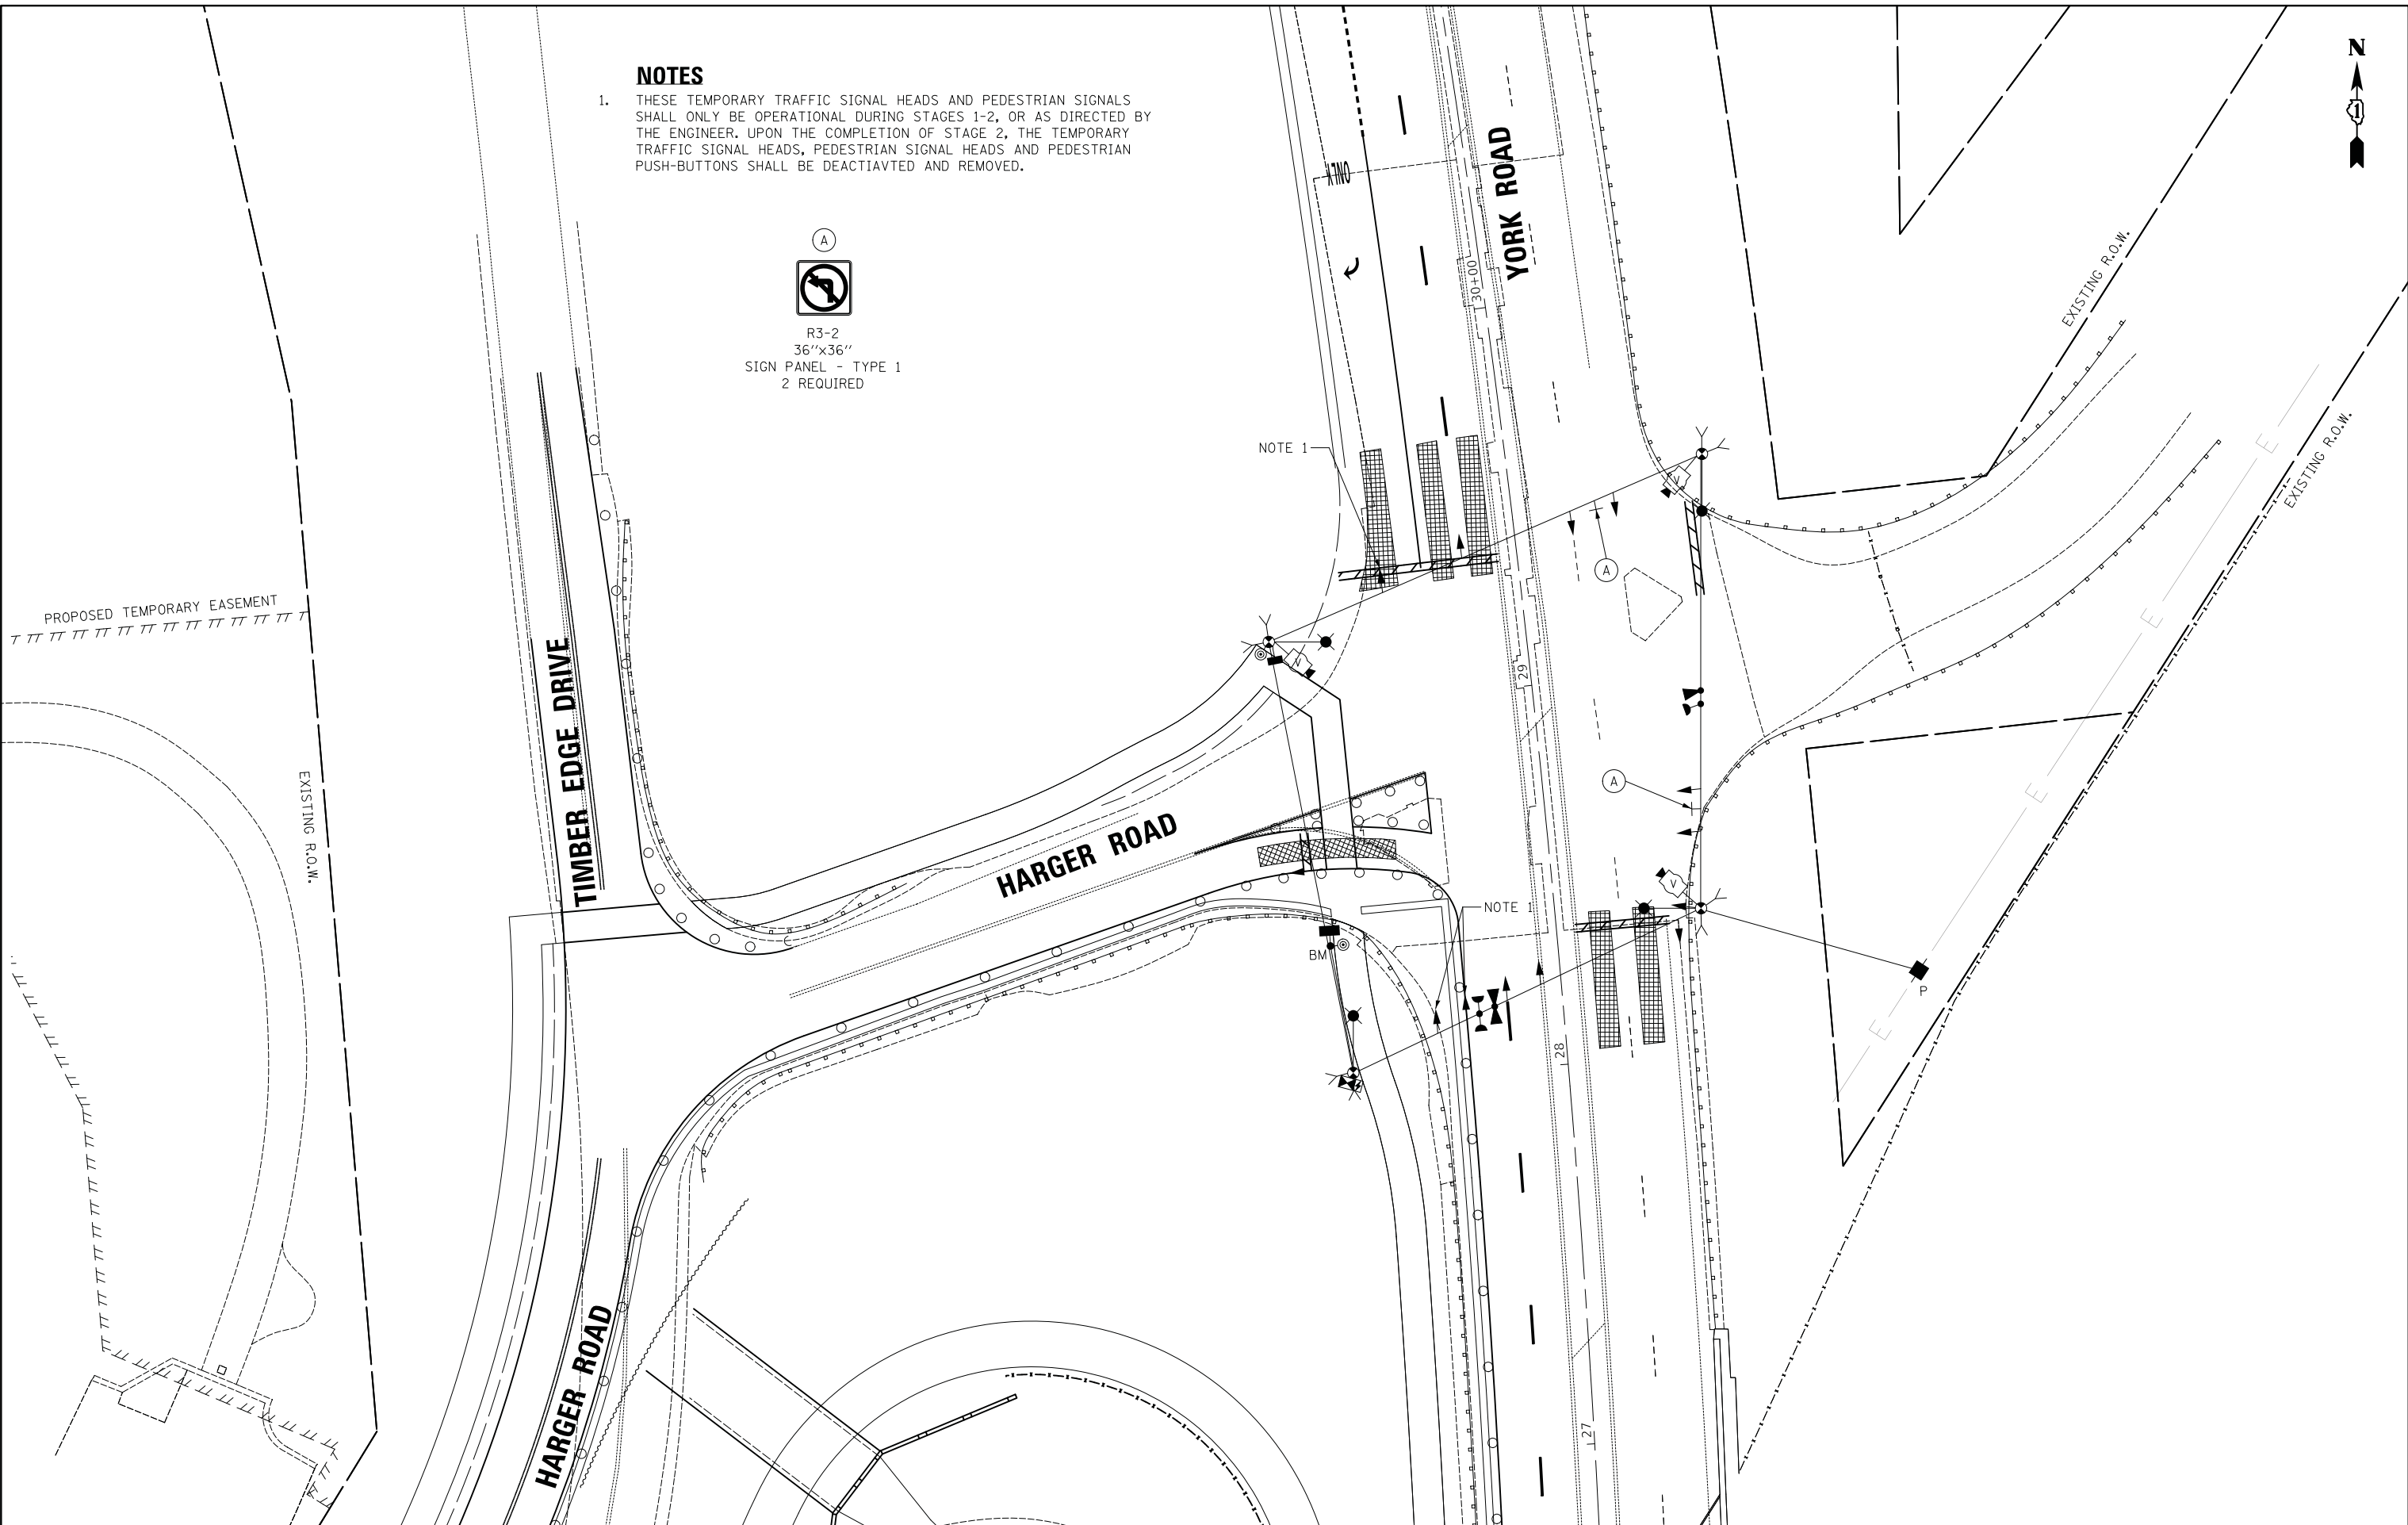 NOTES
1. THESE TEMPORARY TRAFFIC SIGNAL HEADS AND PEDESTRIAN SIGNALS
SHALL ONLY BE OPERATIONAL DURING STAGES 1-2, OR AS DIRECTED BY
THE ENGINEER. UPON THE COMPLETION OF STAGE 2, THE TEMPORARY
TRAFFIC SIGNAL HEADS, PEDESTRIAN SIGNAL HEADS AND PEDESTRIAN
PUSH-BUTTONS SHALL BE DEACTIAVTED AND REMOVED.
N
1
A
R3-2
36''x36''
SIGN PANEL - TYPE 1
2 REQUIRED
ONLY
YORK ROAD
30+00
EXISTING R.O.W.
EXISTING R.O.W.
NOTE 1
V
E
A
PROPOSED TEMPORARY EASEMENT
E
TIMBER EDGE DRIVE
V
29
EXISTING R.O.W.
A
E
HARGER ROAD
V
NOTE 1
BM
P
E
28
HARGER ROAD
27